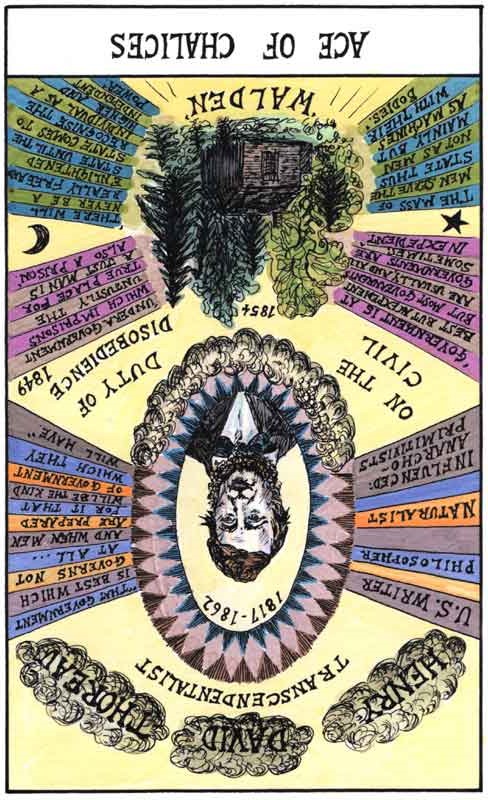 HENRY
DAVID
THOREAU
TRANSCENDENTALIST
1817-1862
U.S. WRITER
PHILOSOPHER
NATURALIST
INFLUENCED:
ANARCHO-
PRIMITIVISTS
"THAT GOVERNMENT
IS BEST WHICH
GOVERNS NOT
AT ALL...
AND WHEN MEN
ARE PREPARED
FOR IT THAT
WILL BE THE KIND
OF GOVERNMENT
WHICH THEY
WILL HAVE."
ON THE
CIVIL
DUTY OF
DISOBEDIENCE
1849
"GOVERNMENT IS AT
BEST BUT AN EXPEDIENT
BUT MOST GOVERNMENTS
ARE USUALLY AND ALL
GOVERNMENTS ARE
SOMETIMES
INEXPEDIENT"
UNDER A GOVERNMENT
WHICH IMPRISONS
UNJUSTLY THE
TRUE PLACE FOR
A JUST MAN IS
ALSO A PRISON
1854
THE MASS OF
MEN SERVE THE
STATE THUS
NOT AS MEN
MAINLY BUT
AS MACHINES
WITH THEIR
BODIES.
THERE WILL
NEVER BE A
REALLY FREE AND
ENLIGHTENED
STATE UNTIL THE
STATE COMES TO
RECOGNISE THE
INDIVIDUAL AS A
HIGHER AND
INDEPENDENT
POWER
WALDEN
ACE OF CHALICES